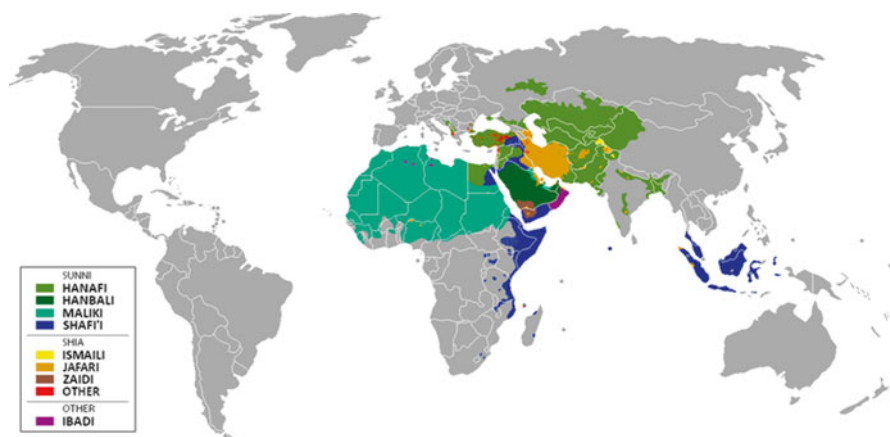 SUNNI
HANAFI
HANBALI
MALIKI
SHAFI'I
SHIA
ISMAILI
JAFARI
ZAIDI
OTHER
OTHER
IBADI